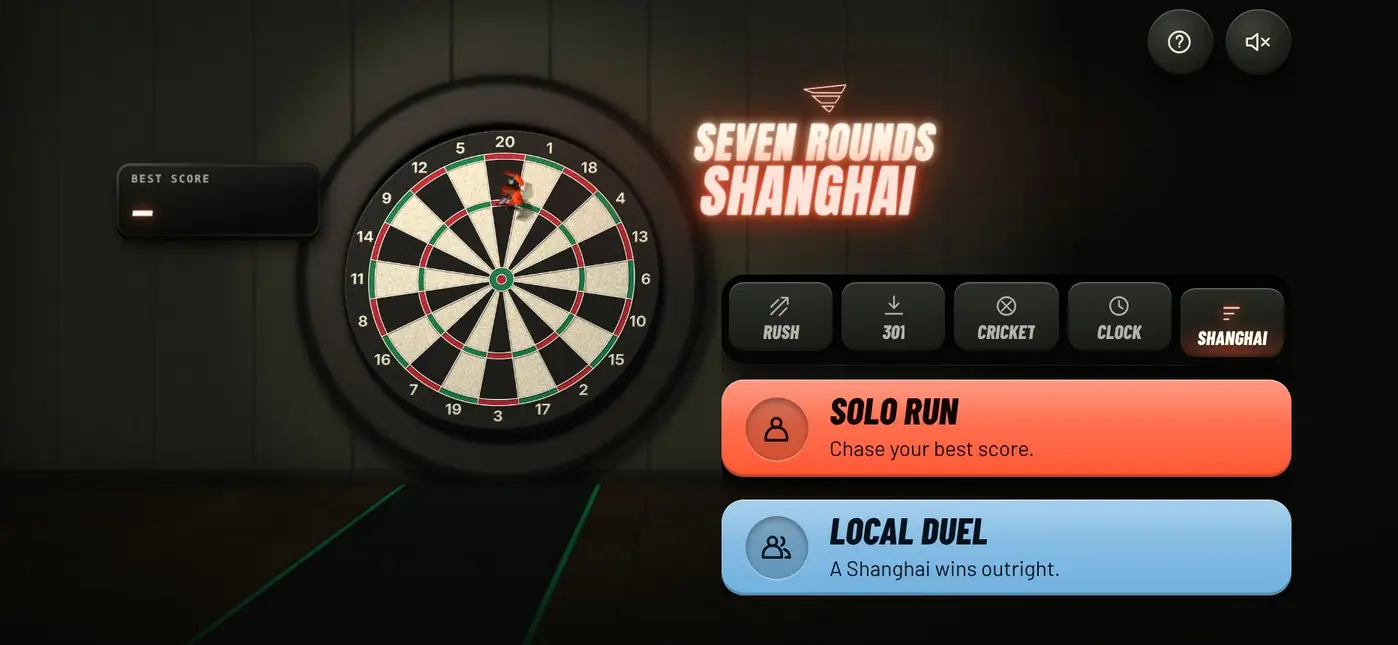 BEST SCORE
–
SEVEN ROUNDS
SHANGHAI
20
1
18
4
13
6
10
15
2
17
3
19
7
16
8
11
14
9
12
5
RUSH
301
CRICKET
CLOCK
SHANGHAI
SOLO RUN
Chase your best score.
LOCAL DUEL
A Shanghai wins outright.